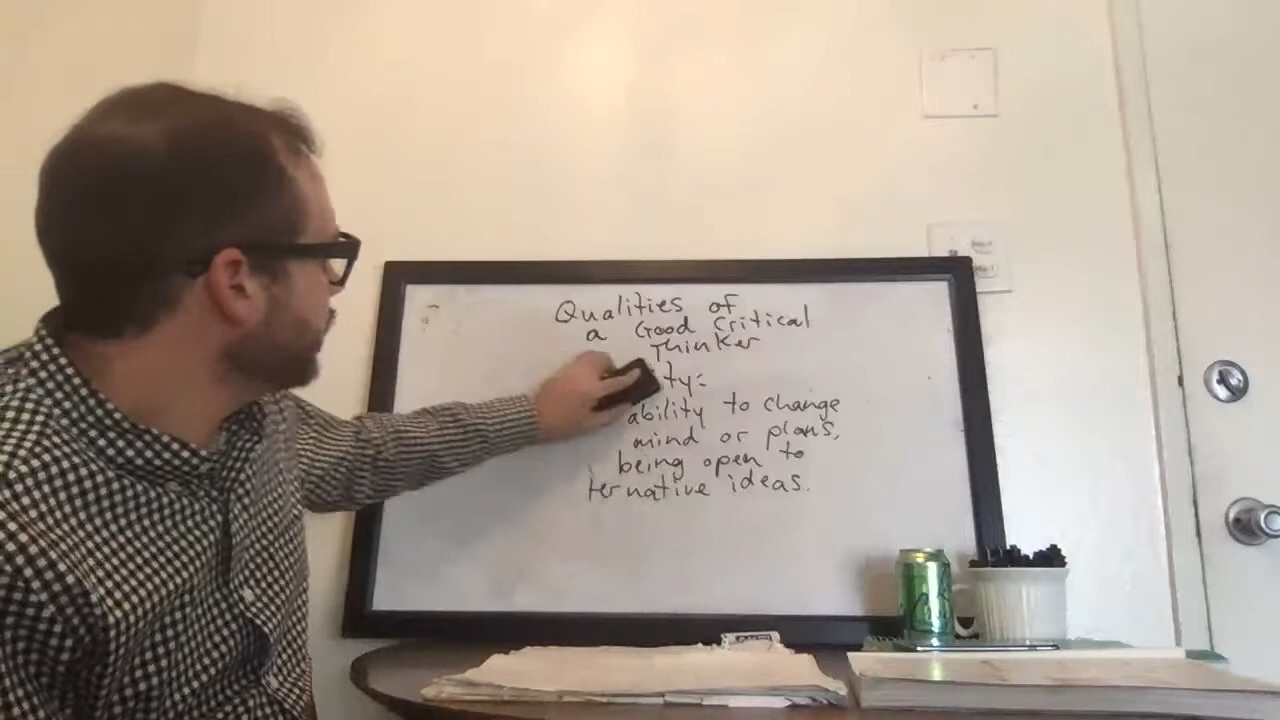 Qualities of
a Good Critical
Thinker
ty:
ability to change
mind or plans,
being open to
ternative ideas.